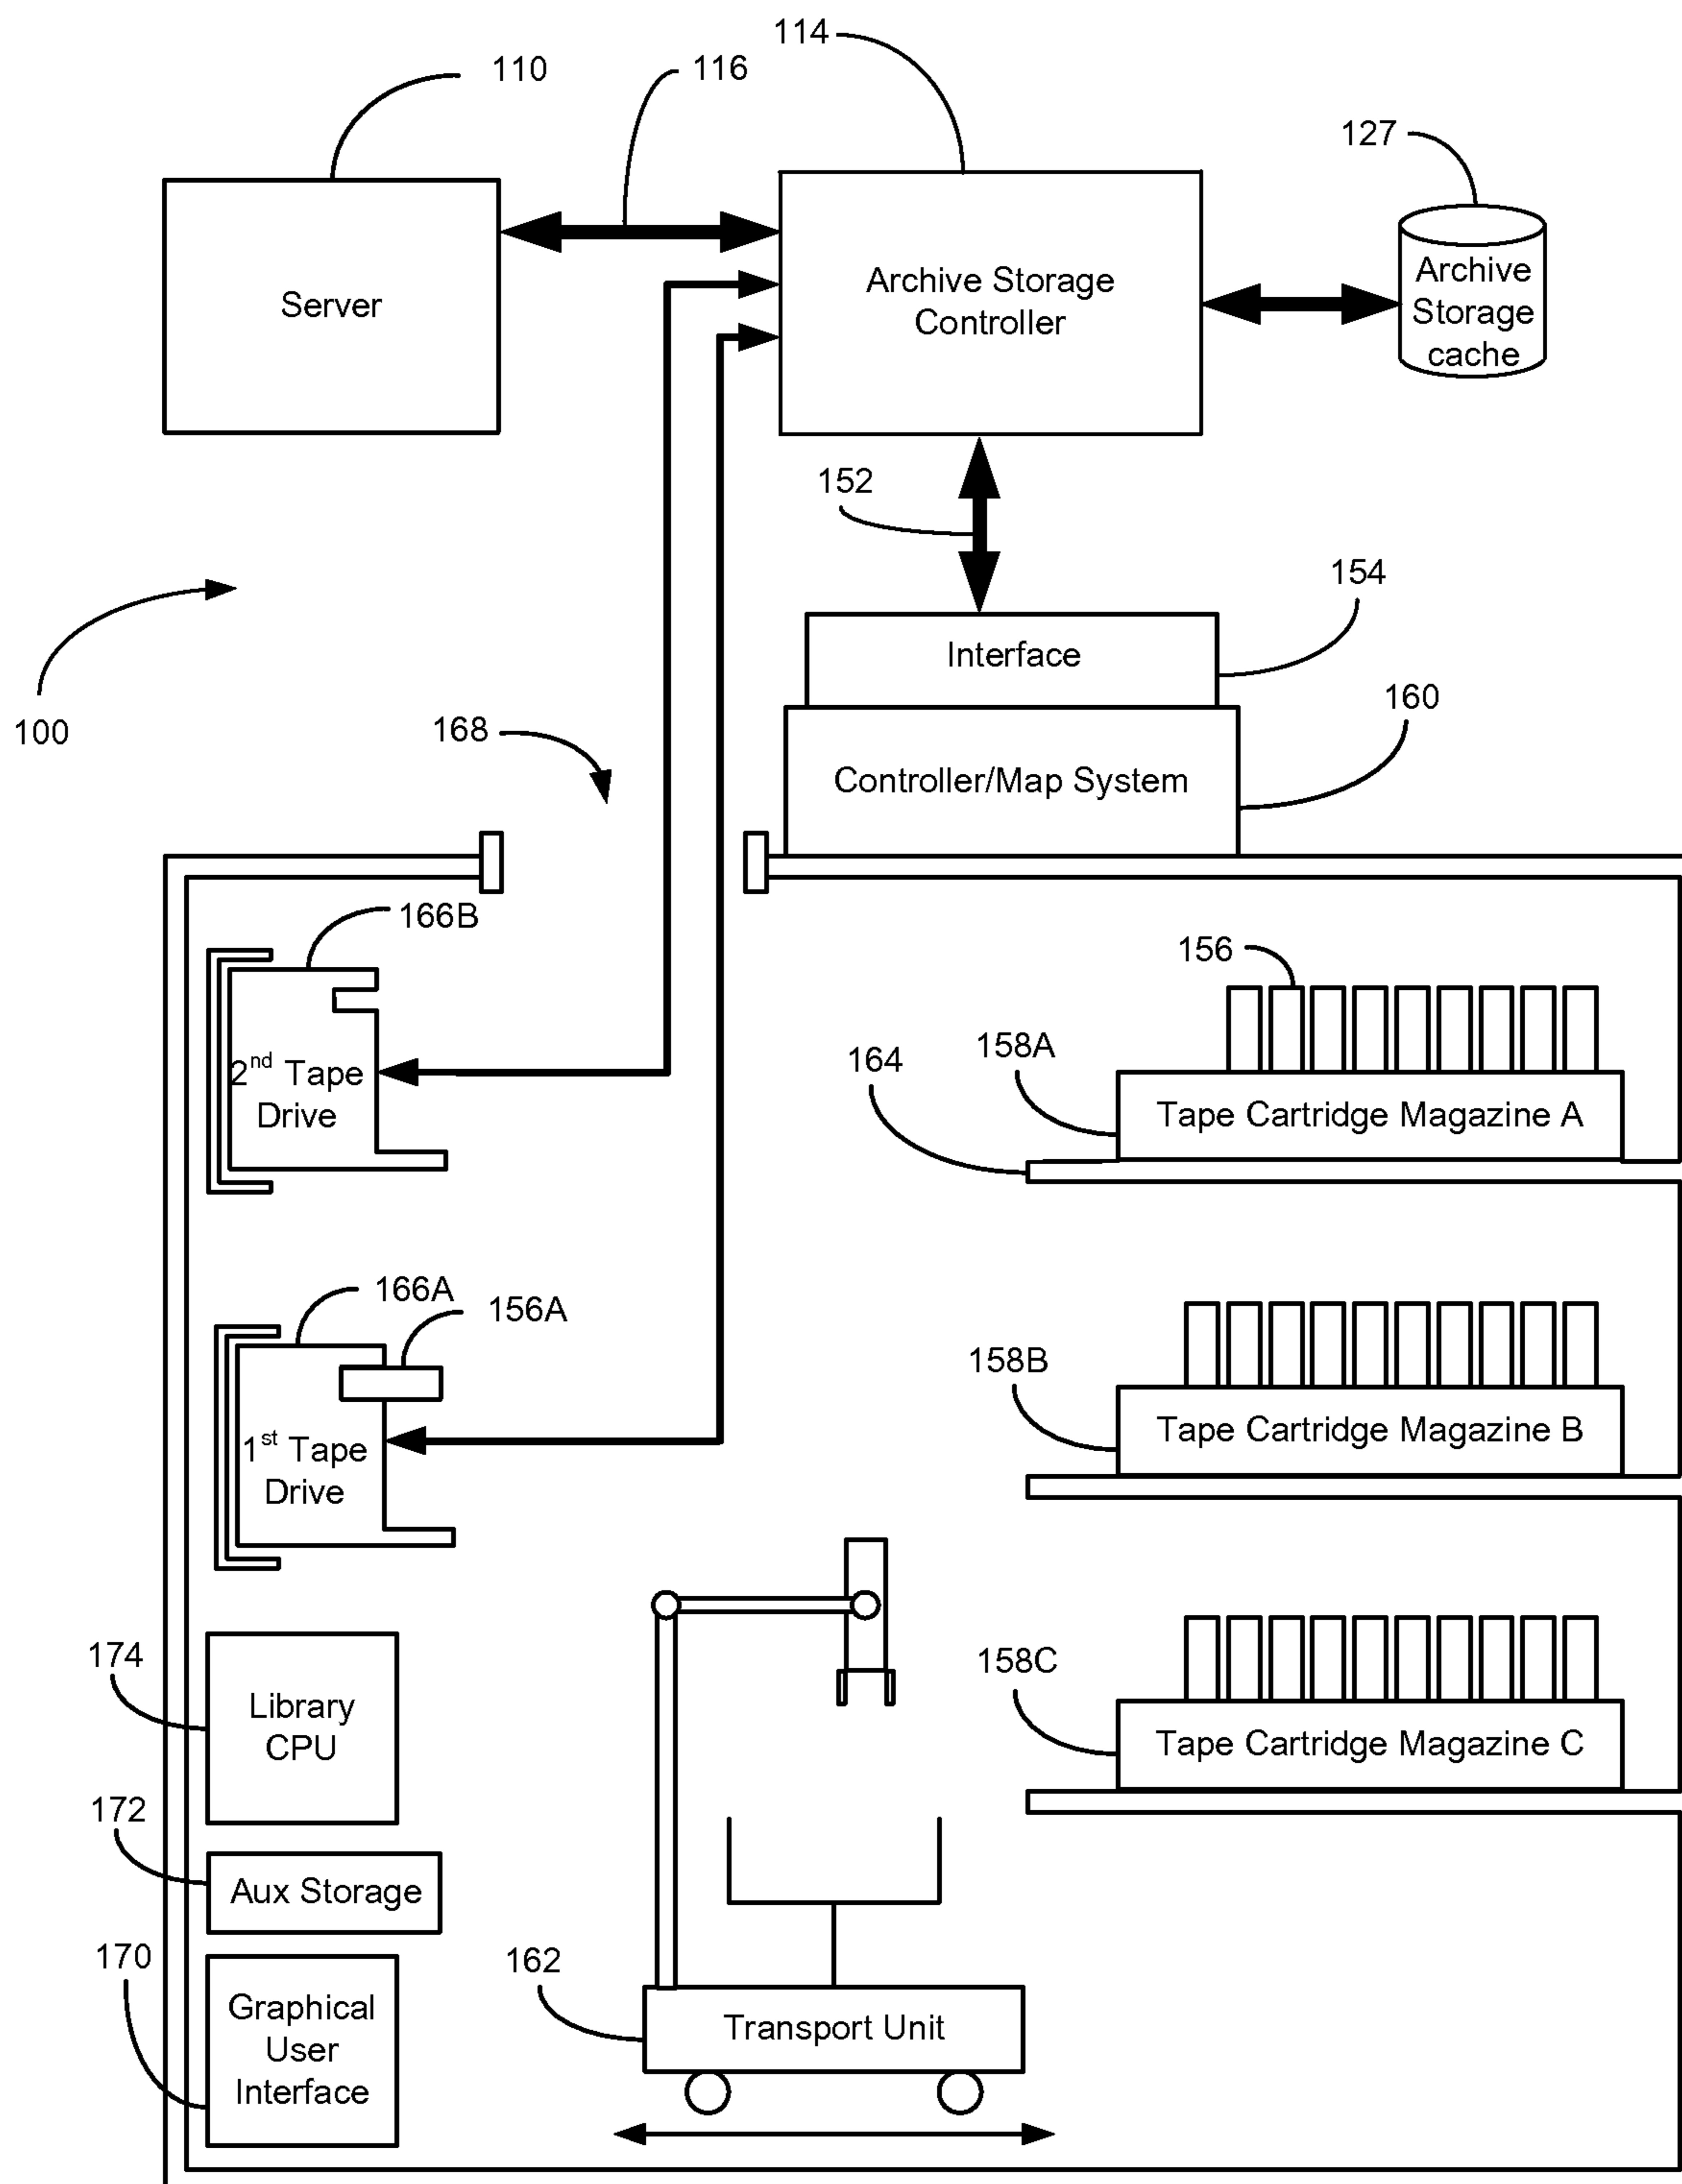 114
110
116
127
Server
Archive Storage
Controller
Archive
Storage
cache
152
154
Interface
100
168
160
Controller/Map System
166B
156
158A
164
2nd Tape
Drive
Tape Cartridge Magazine A
166A
156A
158B
1st Tape
Drive
Tape Cartridge Magazine B
174
Library
CPU
158C
Tape Cartridge Magazine C
172
Aux Storage
170
162
Graphical
User
Interface
Transport Unit